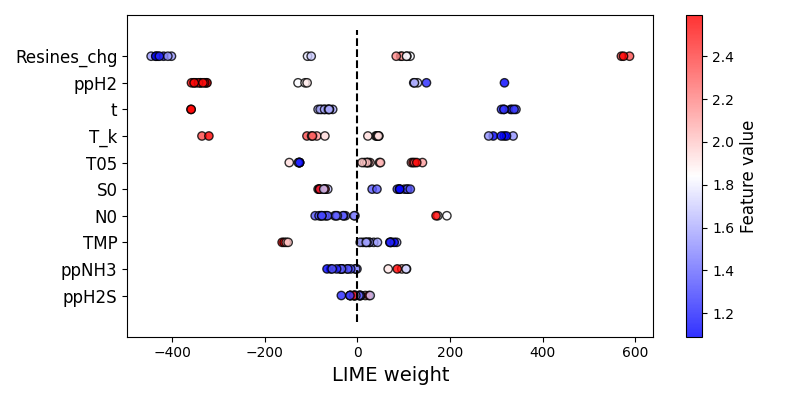 Resines_chg
ppH2
t
T_k
T05
S0
N0
TMP
ppNH3
ppH2S
−400
−200
0
200
400
600
LIME weight
2.4
2.2
2.0
1.8
1.6
1.4
1.2
Feature value